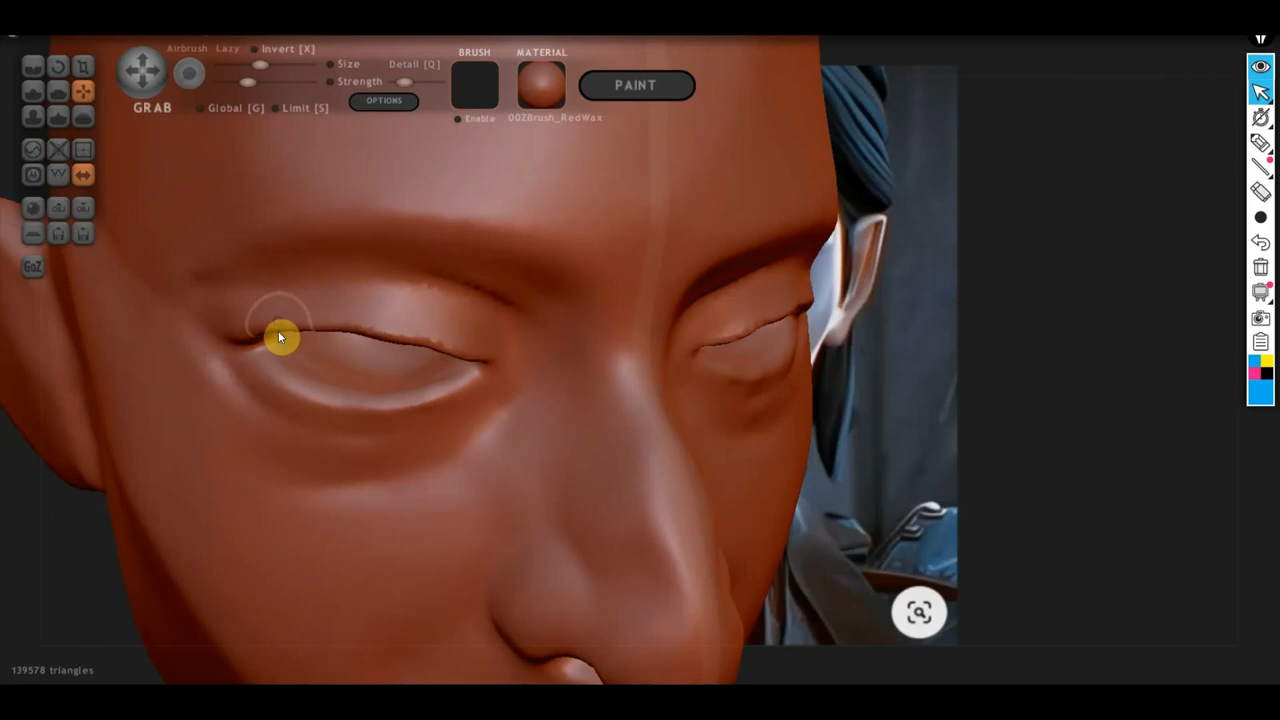 Airbrush Lazy Invert [X]
Size Detail [Q]
Strength
GRAB Global [G] Limit [S] OPTIONS
BRUSH
Enable
MATERIAL
00ZBrush_RedWax
PAINT
GoZ
139578 triangles